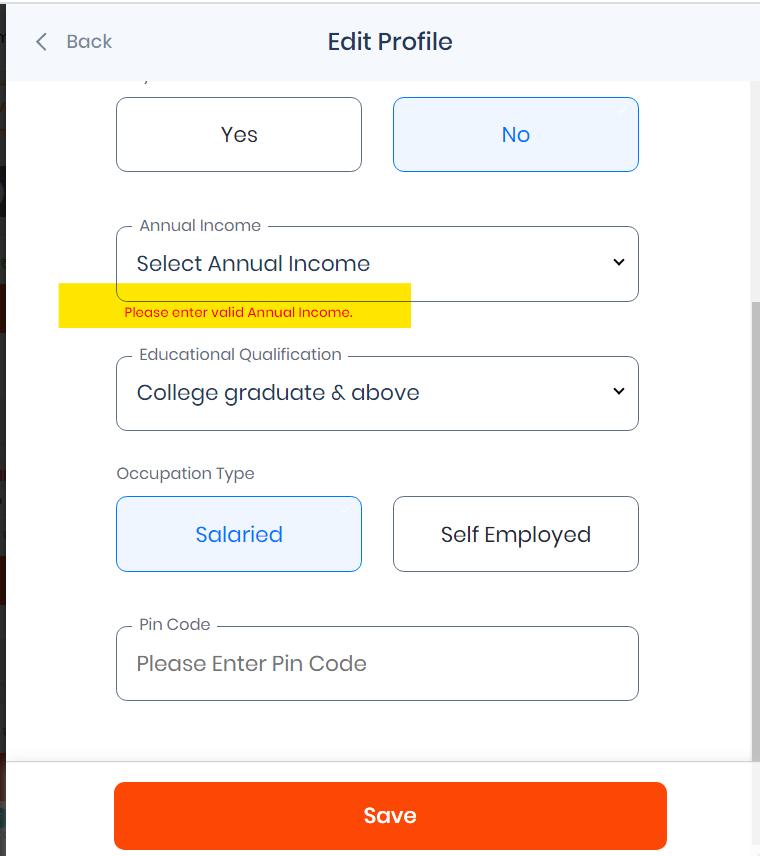 Back
Edit Profile
Yes
No
Annual Income
Select Annual Income
Please enter valid Annual Income.
Educational Qualification
College graduate & above
Occupation Type
Salaried
Self Employed
Pin Code
Please Enter Pin Code
Save